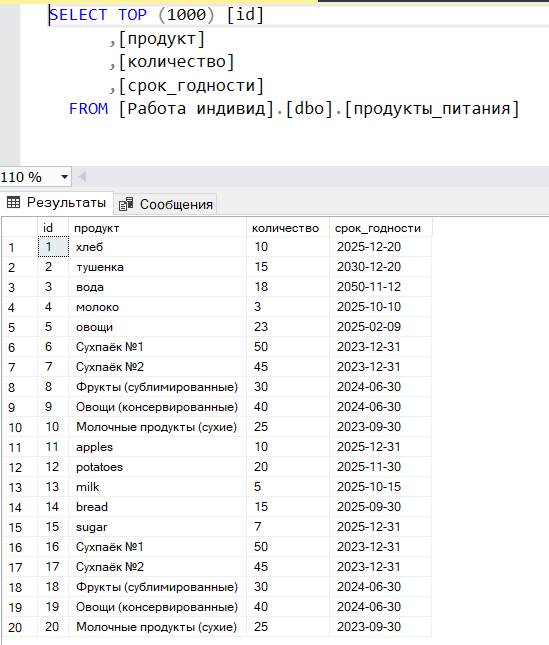 SELECT TOP (1000) [id]
,[продукт]
,[количество]
,[срок_годности]
FROM [Работа индивид].[dbo].[продукты_питания]
110 %
Результаты Сообщения
id продукт количество срок_годности
1 1 хлеб 10 2025-12-20
2 2 тушенка 15 2030-12-20
3 3 вода 18 2050-11-12
4 4 молоко 3 2025-10-10
5 5 овощи 23 2025-02-09
6 6 Сухпаёк №1 50 2023-12-31
7 7 Сухпаёк №2 45 2023-12-31
8 8 Фрукты (сублимированные) 30 2024-06-30
9 9 Овощи (консервированные) 40 2024-06-30
10 10 Молочные продукты (сухие) 25 2023-09-30
11 11 apples 10 2025-12-31
12 12 potatoes 20 2025-11-30
13 13 milk 5 2025-10-15
14 14 bread 15 2025-09-30
15 15 sugar 7 2025-12-31
16 16 Сухпаёк №1 50 2023-12-31
17 17 Сухпаёк №2 45 2023-12-31
18 18 Фрукты (сублимированные) 30 2024-06-30
19 19 Овощи (консервированные) 40 2024-06-30
20 20 Молочные продукты (сухие) 25 2023-09-30